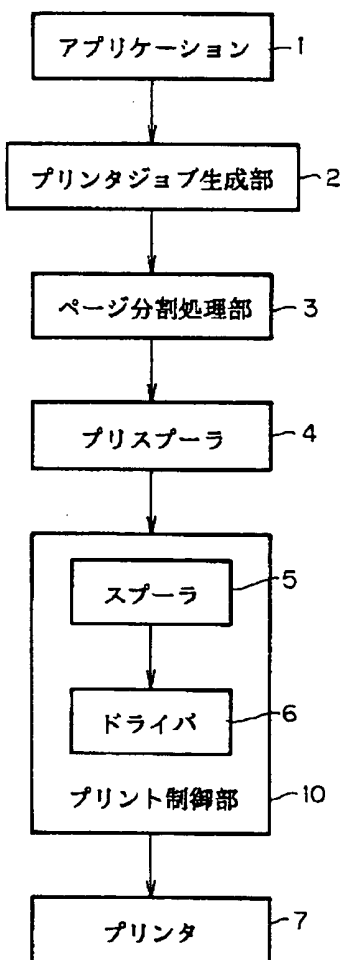 アプリケーション 1
プリンタジョブ生成部 2
ページ分割処理部 3
プリスプーラ 4
スプーラ 5
ドライバ 6
プリント制御部 10
プリンタ 7